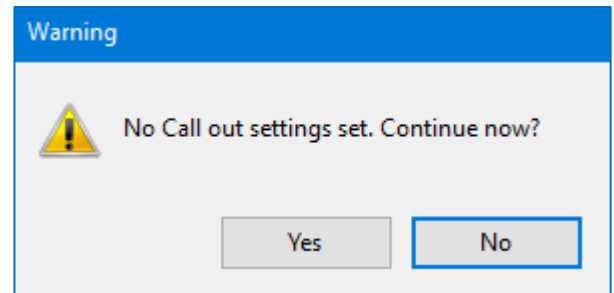 Warning
No Call out settings set. Continue now?
Yes
No